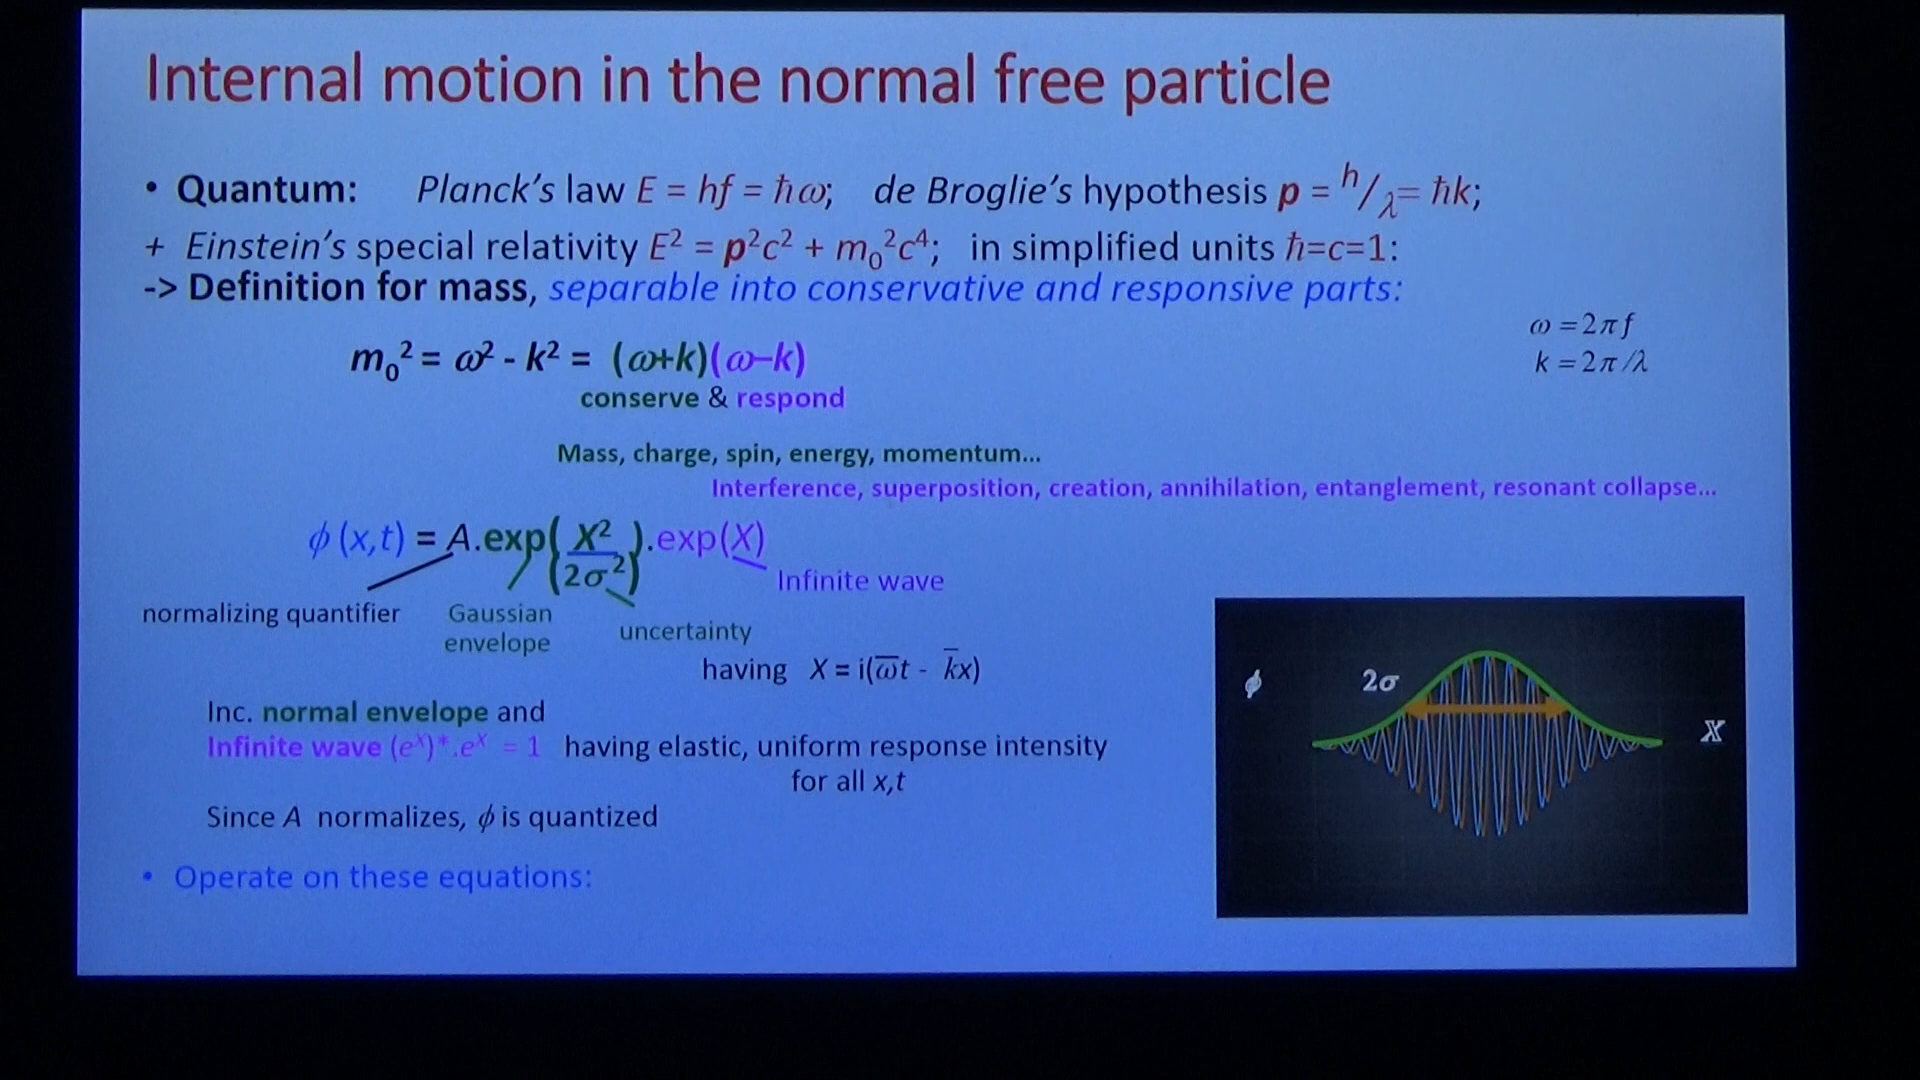 Internal motion in the normal free particle
• Quantum: Planck's law E = hf = ħω; de Broglie's hypothesis p = h/λ = ħk;
+ Einstein's special relativity E² = p²c² + m₀²c⁴; in simplified units ħ=c=1:
-> Definition for mass, separable into conservative and responsive parts:
ω = 2πf
k = 2π/λ
m₀² = ω² - k² = (ω+k)(ω–k)
conserve & respond
Mass, charge, spin, energy, momentum...
Interference, superposition, creation, annihilation, entanglement, resonant collapse...
ϕ (x,t) = A.exp(X²/(2σ²)).exp(X)
Infinite wave
normalizing quantifier
Gaussian envelope
uncertainty
having X = i(ω̅t - k̅x)
Inc. normal envelope and
Infinite wave (eˣ)*.eˣ = 1 having elastic, uniform response intensity
for all x,t
Since A normalizes, ϕ is quantized
• Operate on these equations:
ϕ 2σ X